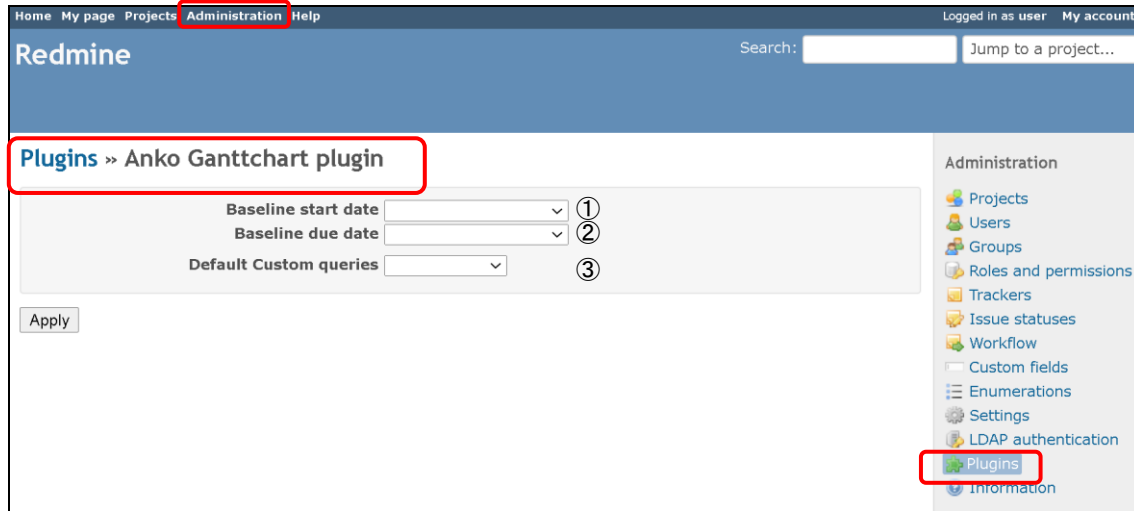 Home My page Projects Administration Help
Logged in as user My account
Redmine
Search:
Jump to a project...
Plugins » Anko Ganttchart plugin
Baseline start date ①
Baseline due date ②
Default Custom queries ③
Apply
Administration
Projects
Users
Groups
Roles and permissions
Trackers
Issue statuses
Workflow
Custom fields
Enumerations
Settings
LDAP authentication
Plugins
Information